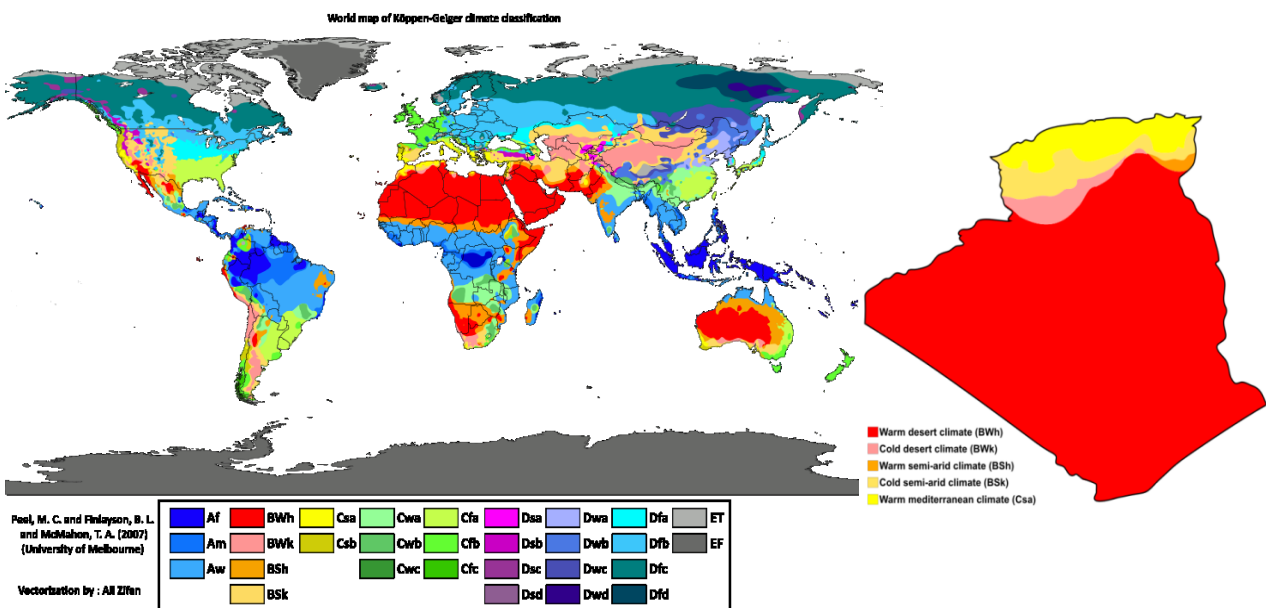 World map of Köppen-Geiger climate classification
Warm desert climate (BWh)
Cold desert climate (BWk)
Warm semi-arid climate (BSh)
Cold semi-arid climate (BSk)
Warm mediterranean climate (Csa)
Peel, M. C. and Finlayson, B. L.
and McMahon, T. A. (2007)
(University of Melbourne)
Vectorization by : Ali Zifan
Af BWh Csa Cwa Cfa Dsa Dwa Dfa ET
Am BWk Csb Cwb Cfb Dsb Dwb Dfb EF
Aw BSh Cwc Cfc Dsc Dwc Dfc
BSk Dsd Dwd Dfd